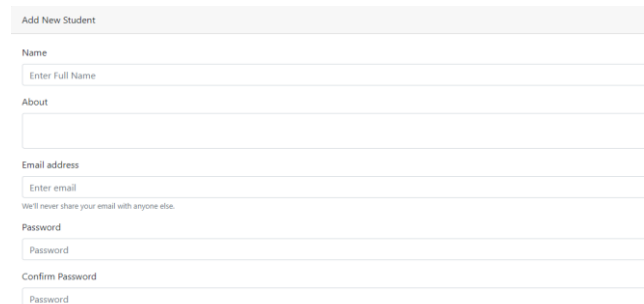 Add New Student
Name
Enter Full Name
About
Email address
Enter email
We'll never share your email with anyone else.
Password
Password
Confirm Password
Password